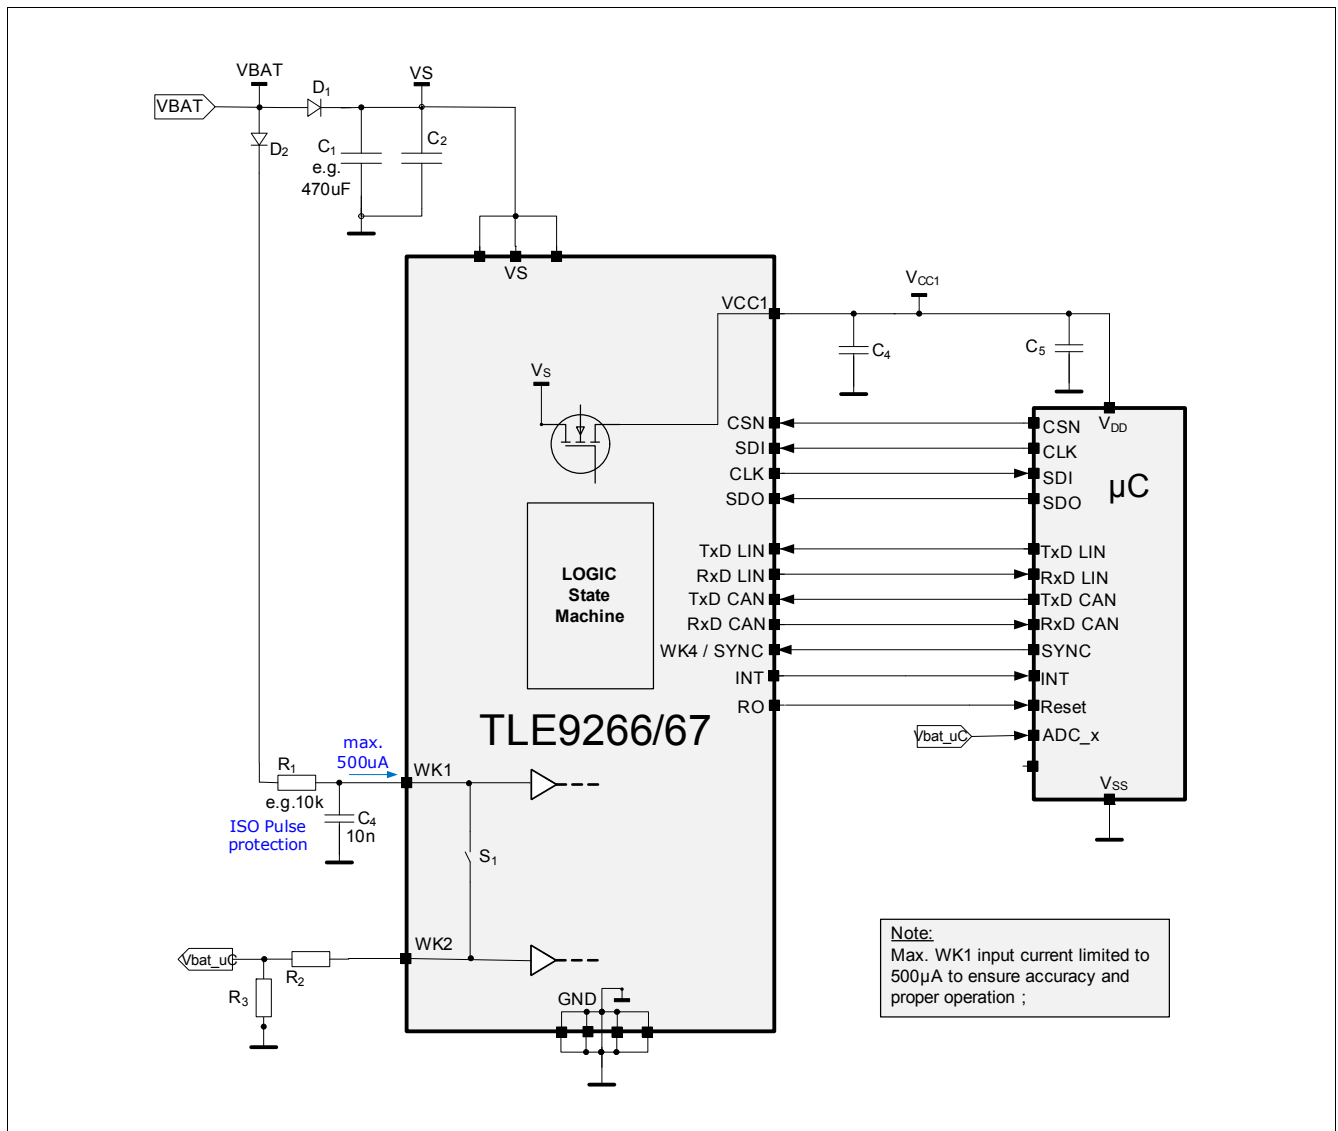 VBAT
VBAT
D1
D2
VS
C1
e.g.
470uF
C2
VS
VCC1
VCC1
C4
C5
VS
CSN
SDI
CLK
SDO
TxD LIN
RxD LIN
TxD CAN
RxD CAN
WK4 / SYNC
INT
RO
VDD
CSN
CLK
SDI
SDO
µC
TxD LIN
RxD LIN
TxD CAN
RxD CAN
SYNC
INT
Reset
Vbat_uC
ADC_x
VSS
LOGIC
State
Machine
TLE9266/67
max.
500uA
R1
e.g.10k
WK1
ISO Pulse
protection
C4
10n
S1
Vbat_uC
R2
R3
WK2
GND
Note:
Max. WK1 input current limited to
500µA to ensure accuracy and
proper operation ;